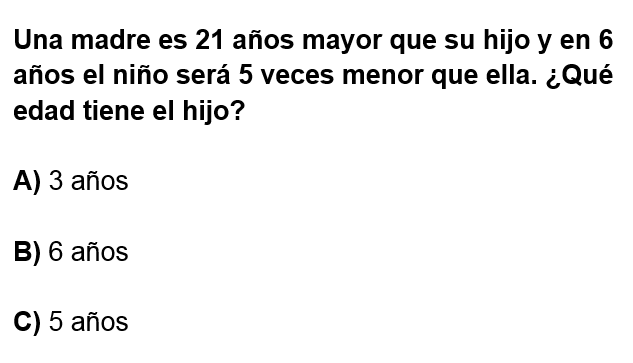 Una madre es 21 años mayor que su hijo y en 6
años el niño será 5 veces menor que ella. ¿Qué
edad tiene el hijo?
A) 3 años
B) 6 años
C) 5 años